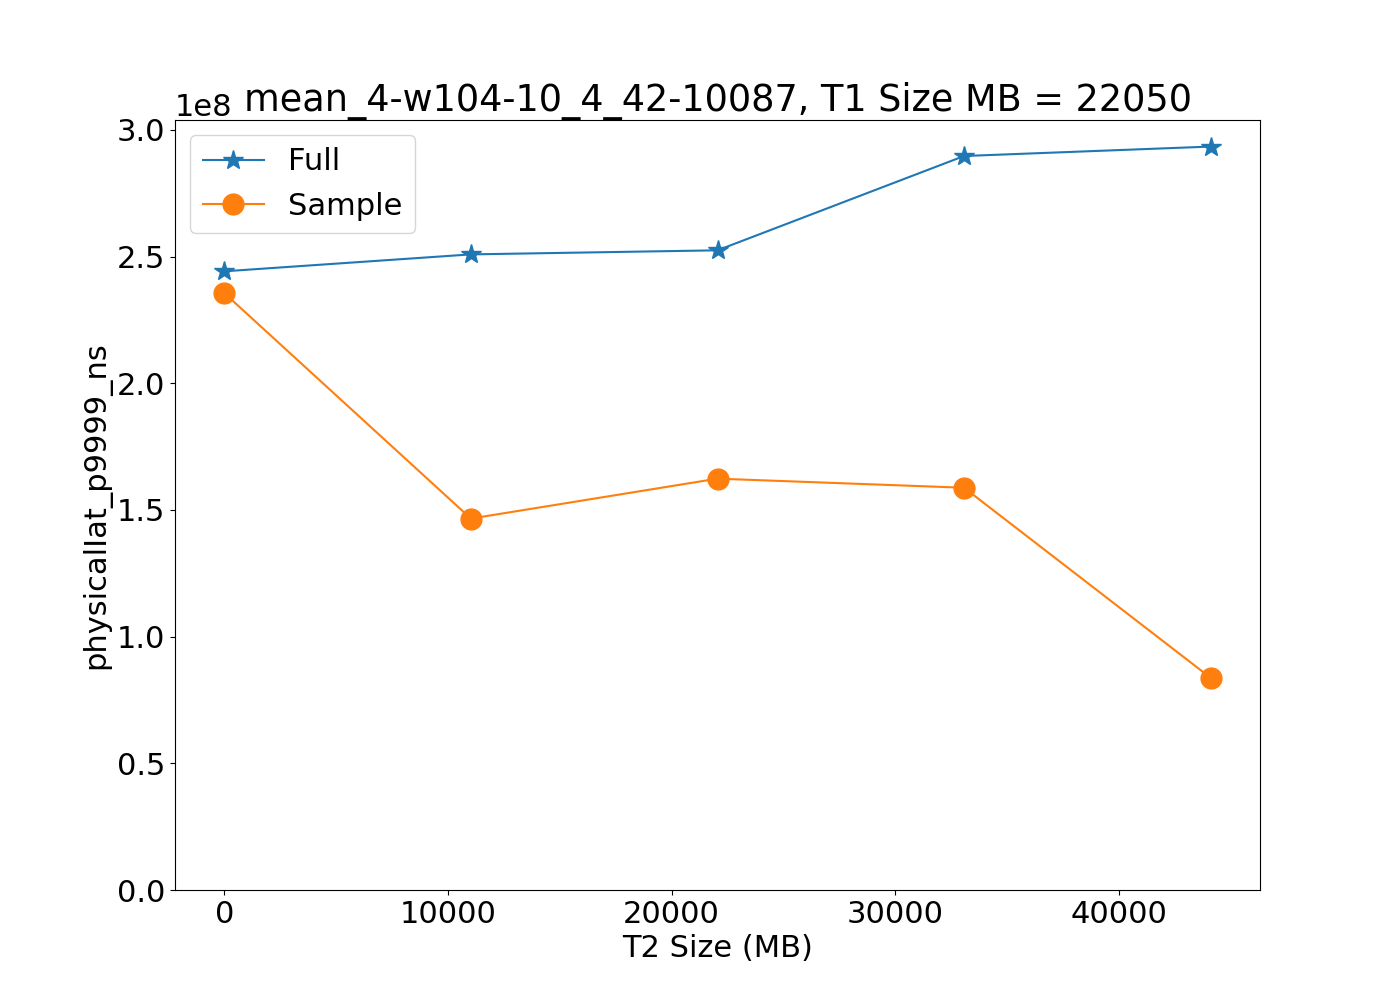 1e8
mean_4-w104-10_4_42-10087, T1 Size MB = 22050
Full
Sample
3.0
2.5
2.0
1.5
1.0
0.5
0.0
physicallat_p9999_ns
0 10000 20000 30000 40000
T2 Size (MB)